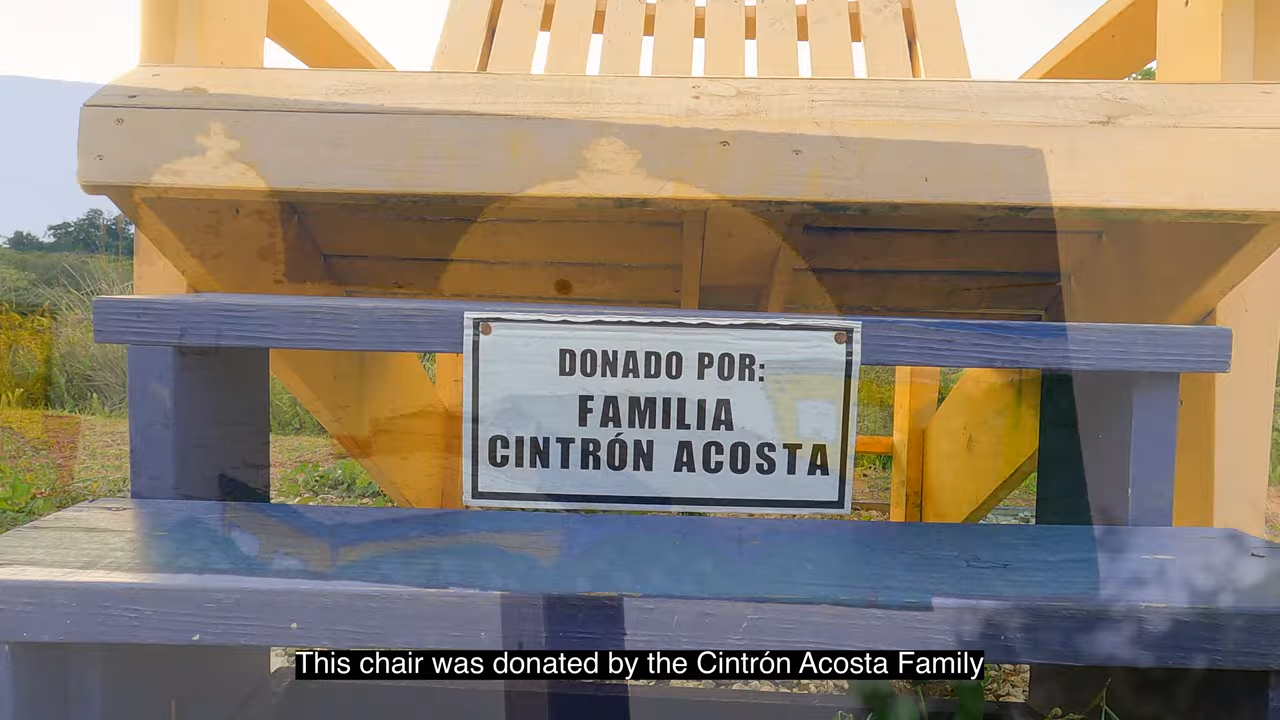 DONADO POR:
FAMILIA
CINTRÓN ACOSTA
This chair was donated by the Cintrón Acosta Family